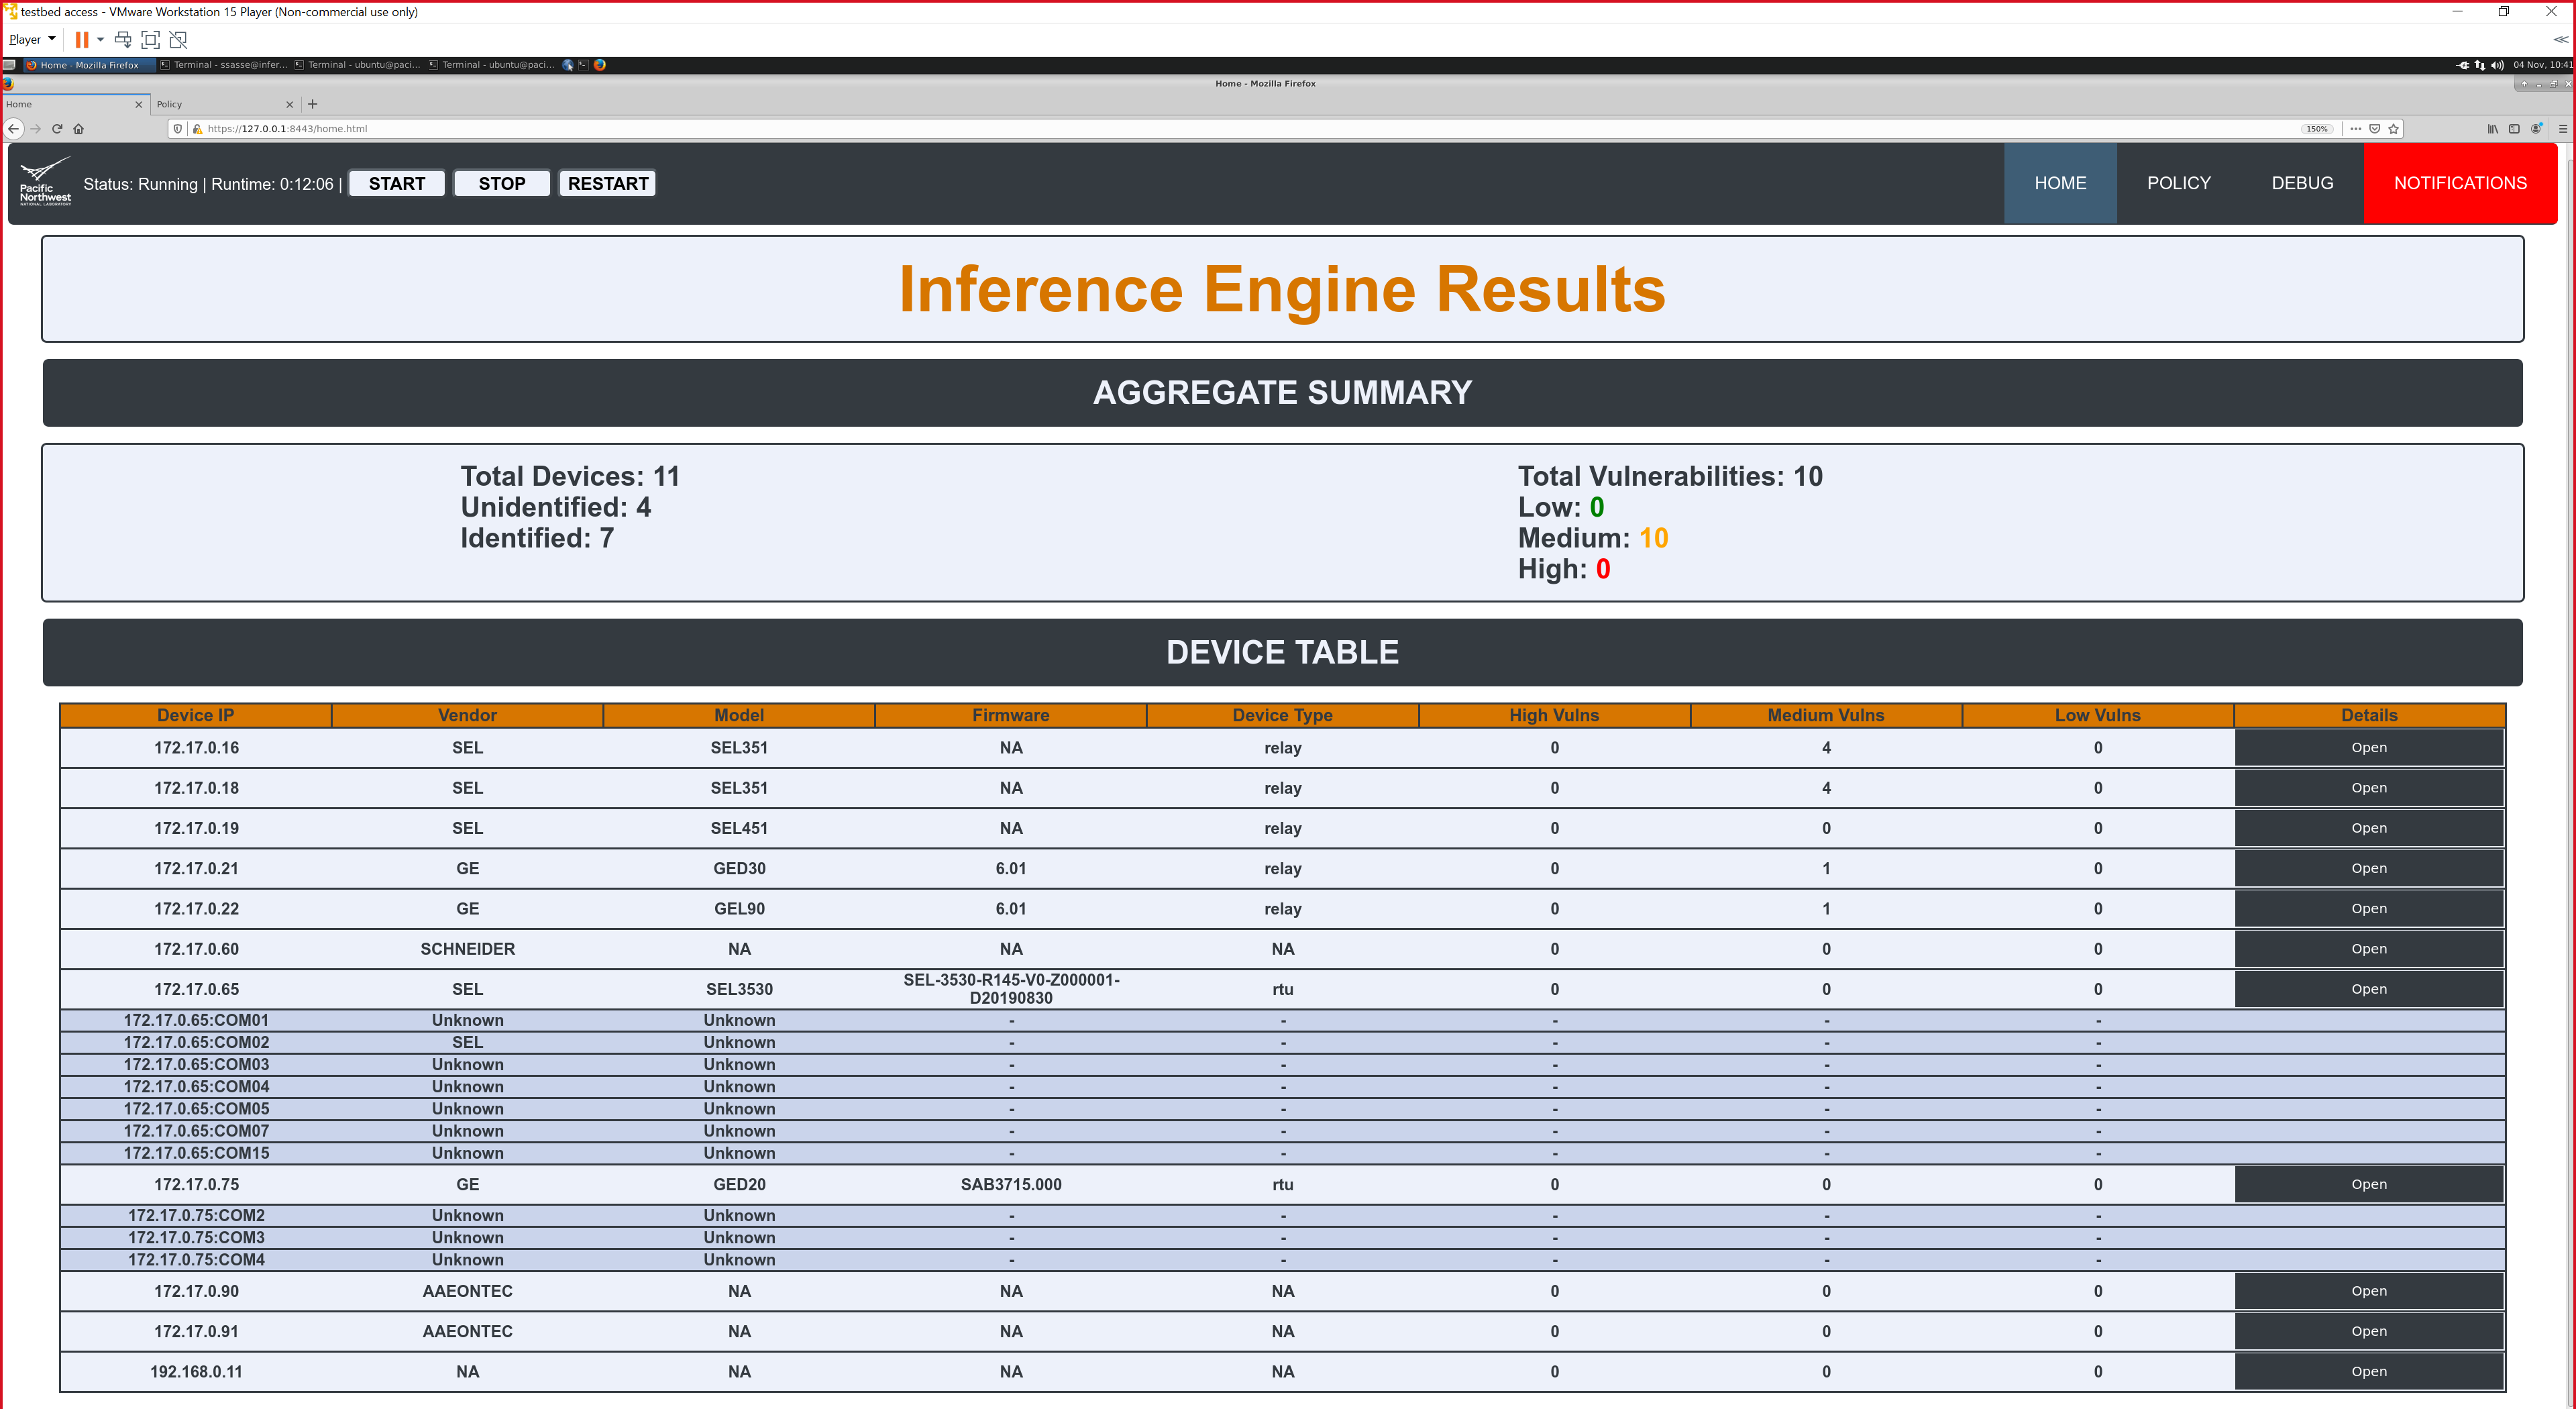 testbed access - VMware Workstation 15 Player (Non-commercial use only)
Player
Home - Mozilla Firefox Terminal - ssasse@infer... Terminal - ubuntu@paci... Terminal - ubuntu@paci... 04 Nov, 10:41
Home - Mozilla Firefox
Home Policy
https://127.0.0.1:8443/home.html 150%
Pacific
Northwest
NATIONAL LABORATORY
Status: Running | Runtime: 0:12:06 | START STOP RESTART HOME POLICY DEBUG NOTIFICATIONS
Inference Engine Results
AGGREGATE SUMMARY
Total Devices: 11
Unidentified: 4
Identified: 7
Total Vulnerabilities: 10
Low: 0
Medium: 10
High: 0
DEVICE TABLE
Device IP Vendor Model Firmware Device Type High Vulns Medium Vulns Low Vulns Details
172.17.0.16 SEL SEL351 NA relay 0 4 0 Open
172.17.0.18 SEL SEL351 NA relay 0 4 0 Open
172.17.0.19 SEL SEL451 NA relay 0 0 0 Open
172.17.0.21 GE GED30 6.01 relay 0 1 0 Open
172.17.0.22 GE GEL90 6.01 relay 0 1 0 Open
172.17.0.60 SCHNEIDER NA NA NA 0 0 0 Open
172.17.0.65 SEL SEL3530 SEL-3530-R145-V0-Z000001-
D20190830 rtu 0 0 0 Open
172.17.0.65:COM01 Unknown Unknown - - - - -
172.17.0.65:COM02 SEL Unknown - - - - -
172.17.0.65:COM03 Unknown Unknown - - - - -
172.17.0.65:COM04 Unknown Unknown - - - - -
172.17.0.65:COM05 Unknown Unknown - - - - -
172.17.0.65:COM07 Unknown Unknown - - - - -
172.17.0.65:COM15 Unknown Unknown - - - - -
172.17.0.75 GE GED20 SAB3715.000 rtu 0 0 0 Open
172.17.0.75:COM2 Unknown Unknown - - - - -
172.17.0.75:COM3 Unknown Unknown - - - - -
172.17.0.75:COM4 Unknown Unknown - - - - -
172.17.0.90 AAEONTEC NA NA NA 0 0 0 Open
172.17.0.91 AAEONTEC NA NA NA 0 0 0 Open
192.168.0.11 NA NA NA NA 0 0 0 Open